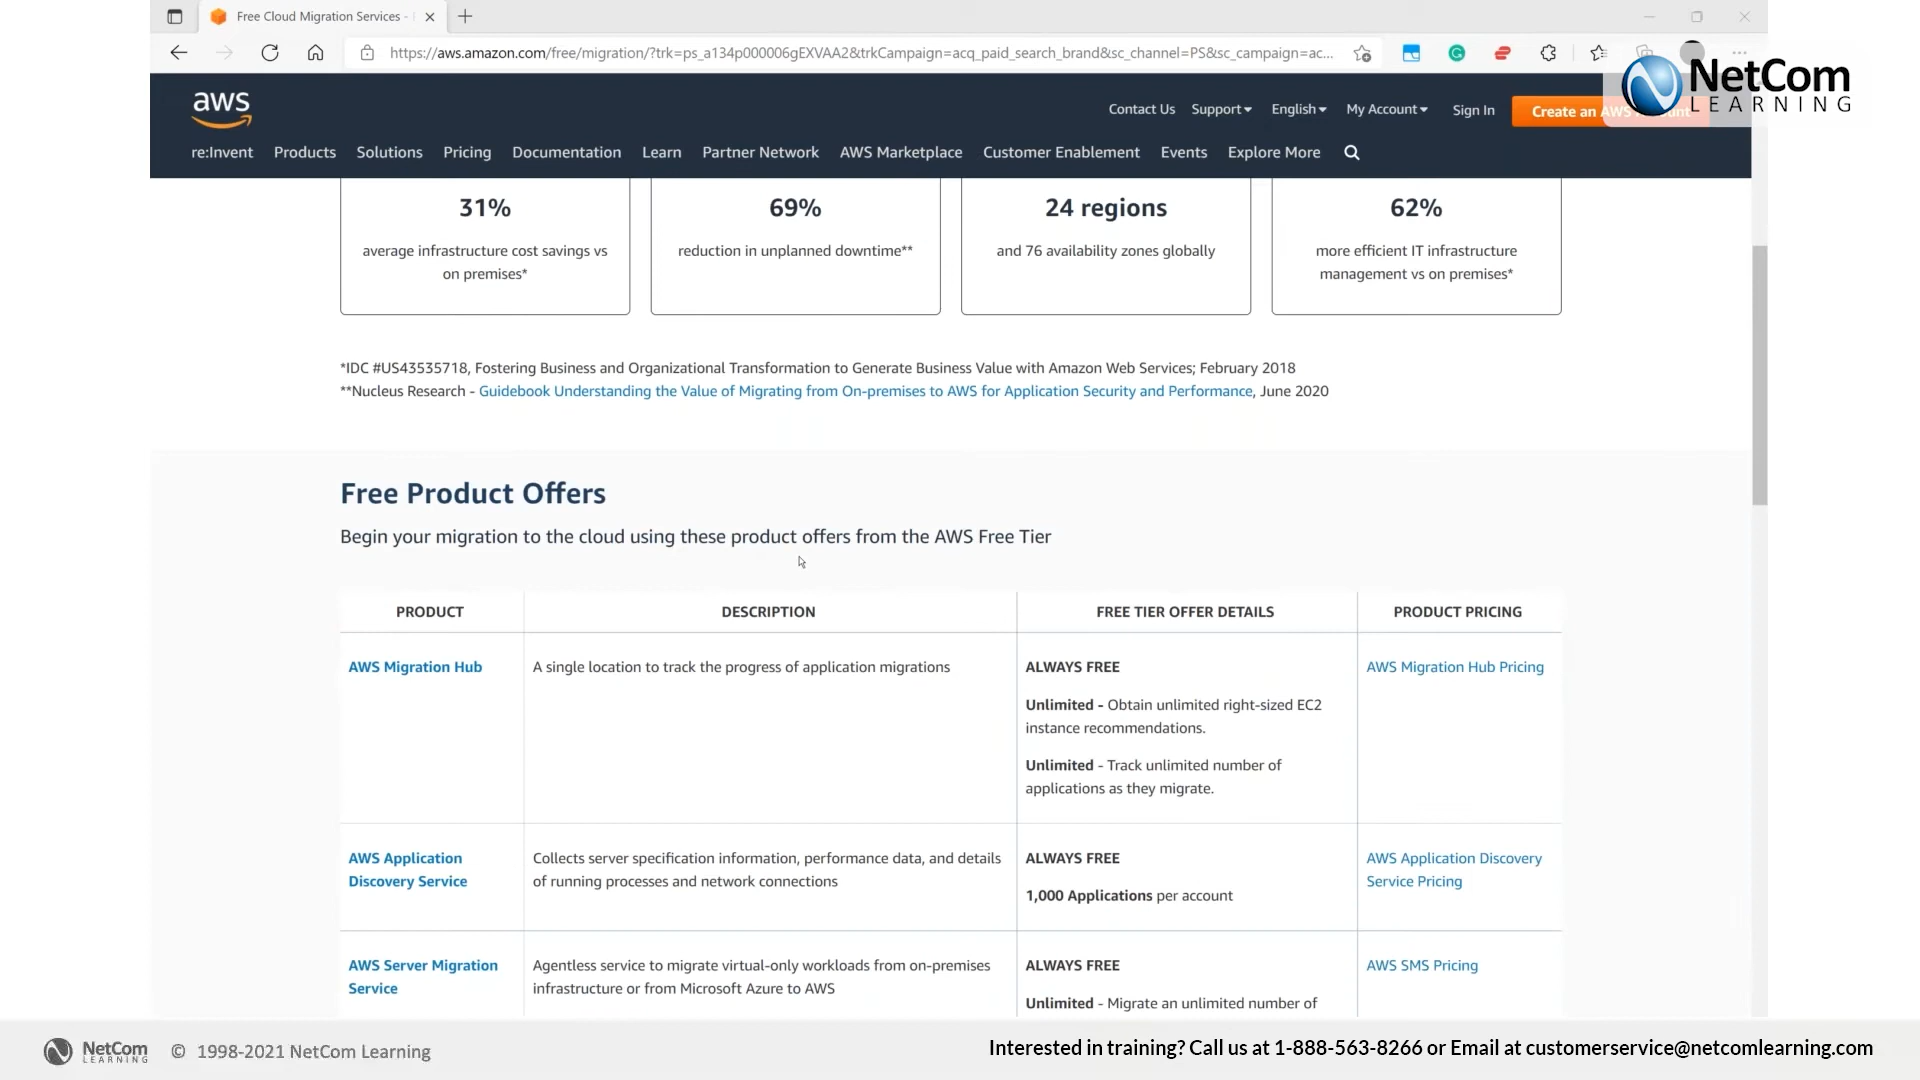 Free Cloud Migration Services -
https://aws.amazon.com/free/migration/?trk=ps_a134p000006gEXVAA2&trkCampaign=acq_paid_search_brand&sc_channel=PS&sc_campaign=ac...
NetCom
LEARNING
aws
Contact Us Support English My Account Sign In Create an AWS
re:Invent Products Solutions Pricing Documentation Learn Partner Network AWS Marketplace Customer Enablement Events Explore More
31% 69% 24 regions 62%
average infrastructure cost savings vs reduction in unplanned downtime** and 76 availability zones globally more efficient IT infrastructure
on premises* management vs on premises*
*IDC #US43535718, Fostering Business and Organizational Transformation to Generate Business Value with Amazon Web Services; February 2018
**Nucleus Research - Guidebook Understanding the Value of Migrating from On-premises to AWS for Application Security and Performance, June 2020
Free Product Offers
Begin your migration to the cloud using these product offers from the AWS Free Tier
PRODUCT DESCRIPTION FREE TIER OFFER DETAILS PRODUCT PRICING
AWS Migration Hub A single location to track the progress of application migrations ALWAYS FREE AWS Migration Hub Pricing
Unlimited - Obtain unlimited right-sized EC2
instance recommendations.
Unlimited - Track unlimited number of
applications as they migrate.
AWS Application Collects server specification information, performance data, and details ALWAYS FREE AWS Application Discovery
Discovery Service of running processes and network connections Service Pricing
1,000 Applications per account
AWS Server Migration Agentless service to migrate virtual-only workloads from on-premises ALWAYS FREE AWS SMS Pricing
Service infrastructure or from Microsoft Azure to AWS
Unlimited - Migrate an unlimited number of
NetCom
LEARNING
© 1998-2021 NetCom Learning
Interested in training? Call us at 1-888-563-8266 or Email at customerservice@netcomlearning.com